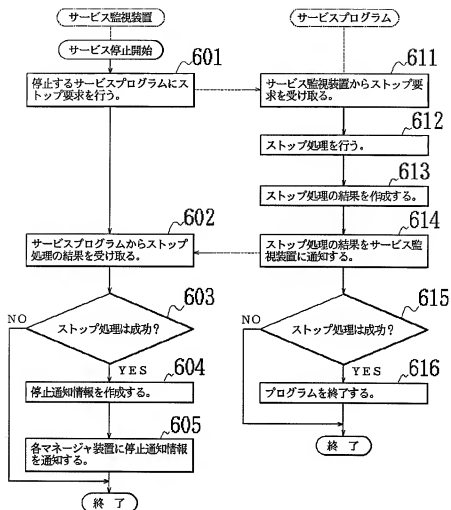 サービス監視装置
サービス停止開始
601
停止するサービスプログラムにス
トップ要求を行う。
602
サービスプログラムからストップ
処理の結果を受け取る。
603
NO
ストップ処理は成功?
YES
604
停止通知情報を作成する。
605
各マネージャ装置に停止通知情報
を通知する。
終了
サービスプログラム
611
サービス監視装置からストップ要
求を受け取る。
612
ストップ処理を行う。
613
ストップ処理の結果を作成する。
614
ストップ処理の結果をサービス監
視装置に通知する。
615
NO
ストップ処理は成功?
YES
616
プログラムを終了する。
終了